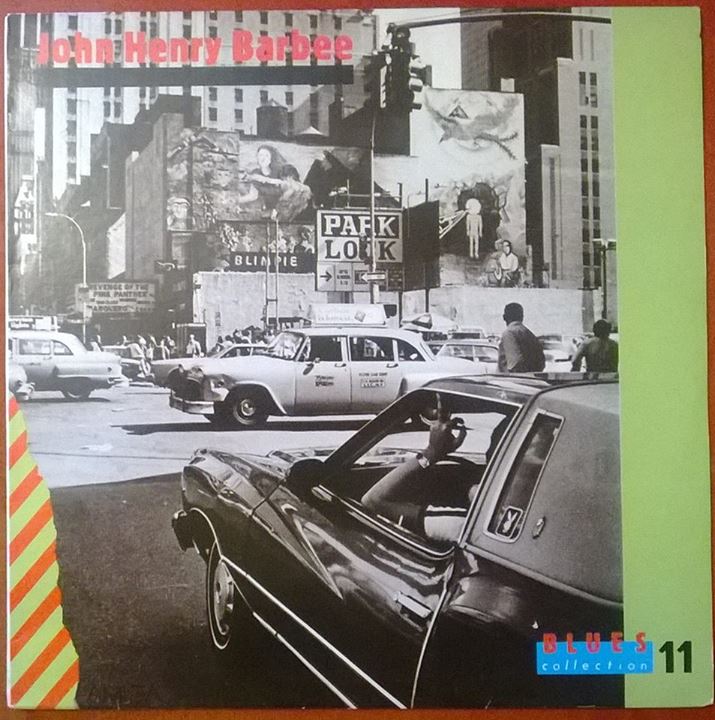 John Henry Barbee
PARK
LOCK
BLIMPIE
REVENGE OF THE
PINK PANTHER
BLUES
collection 11